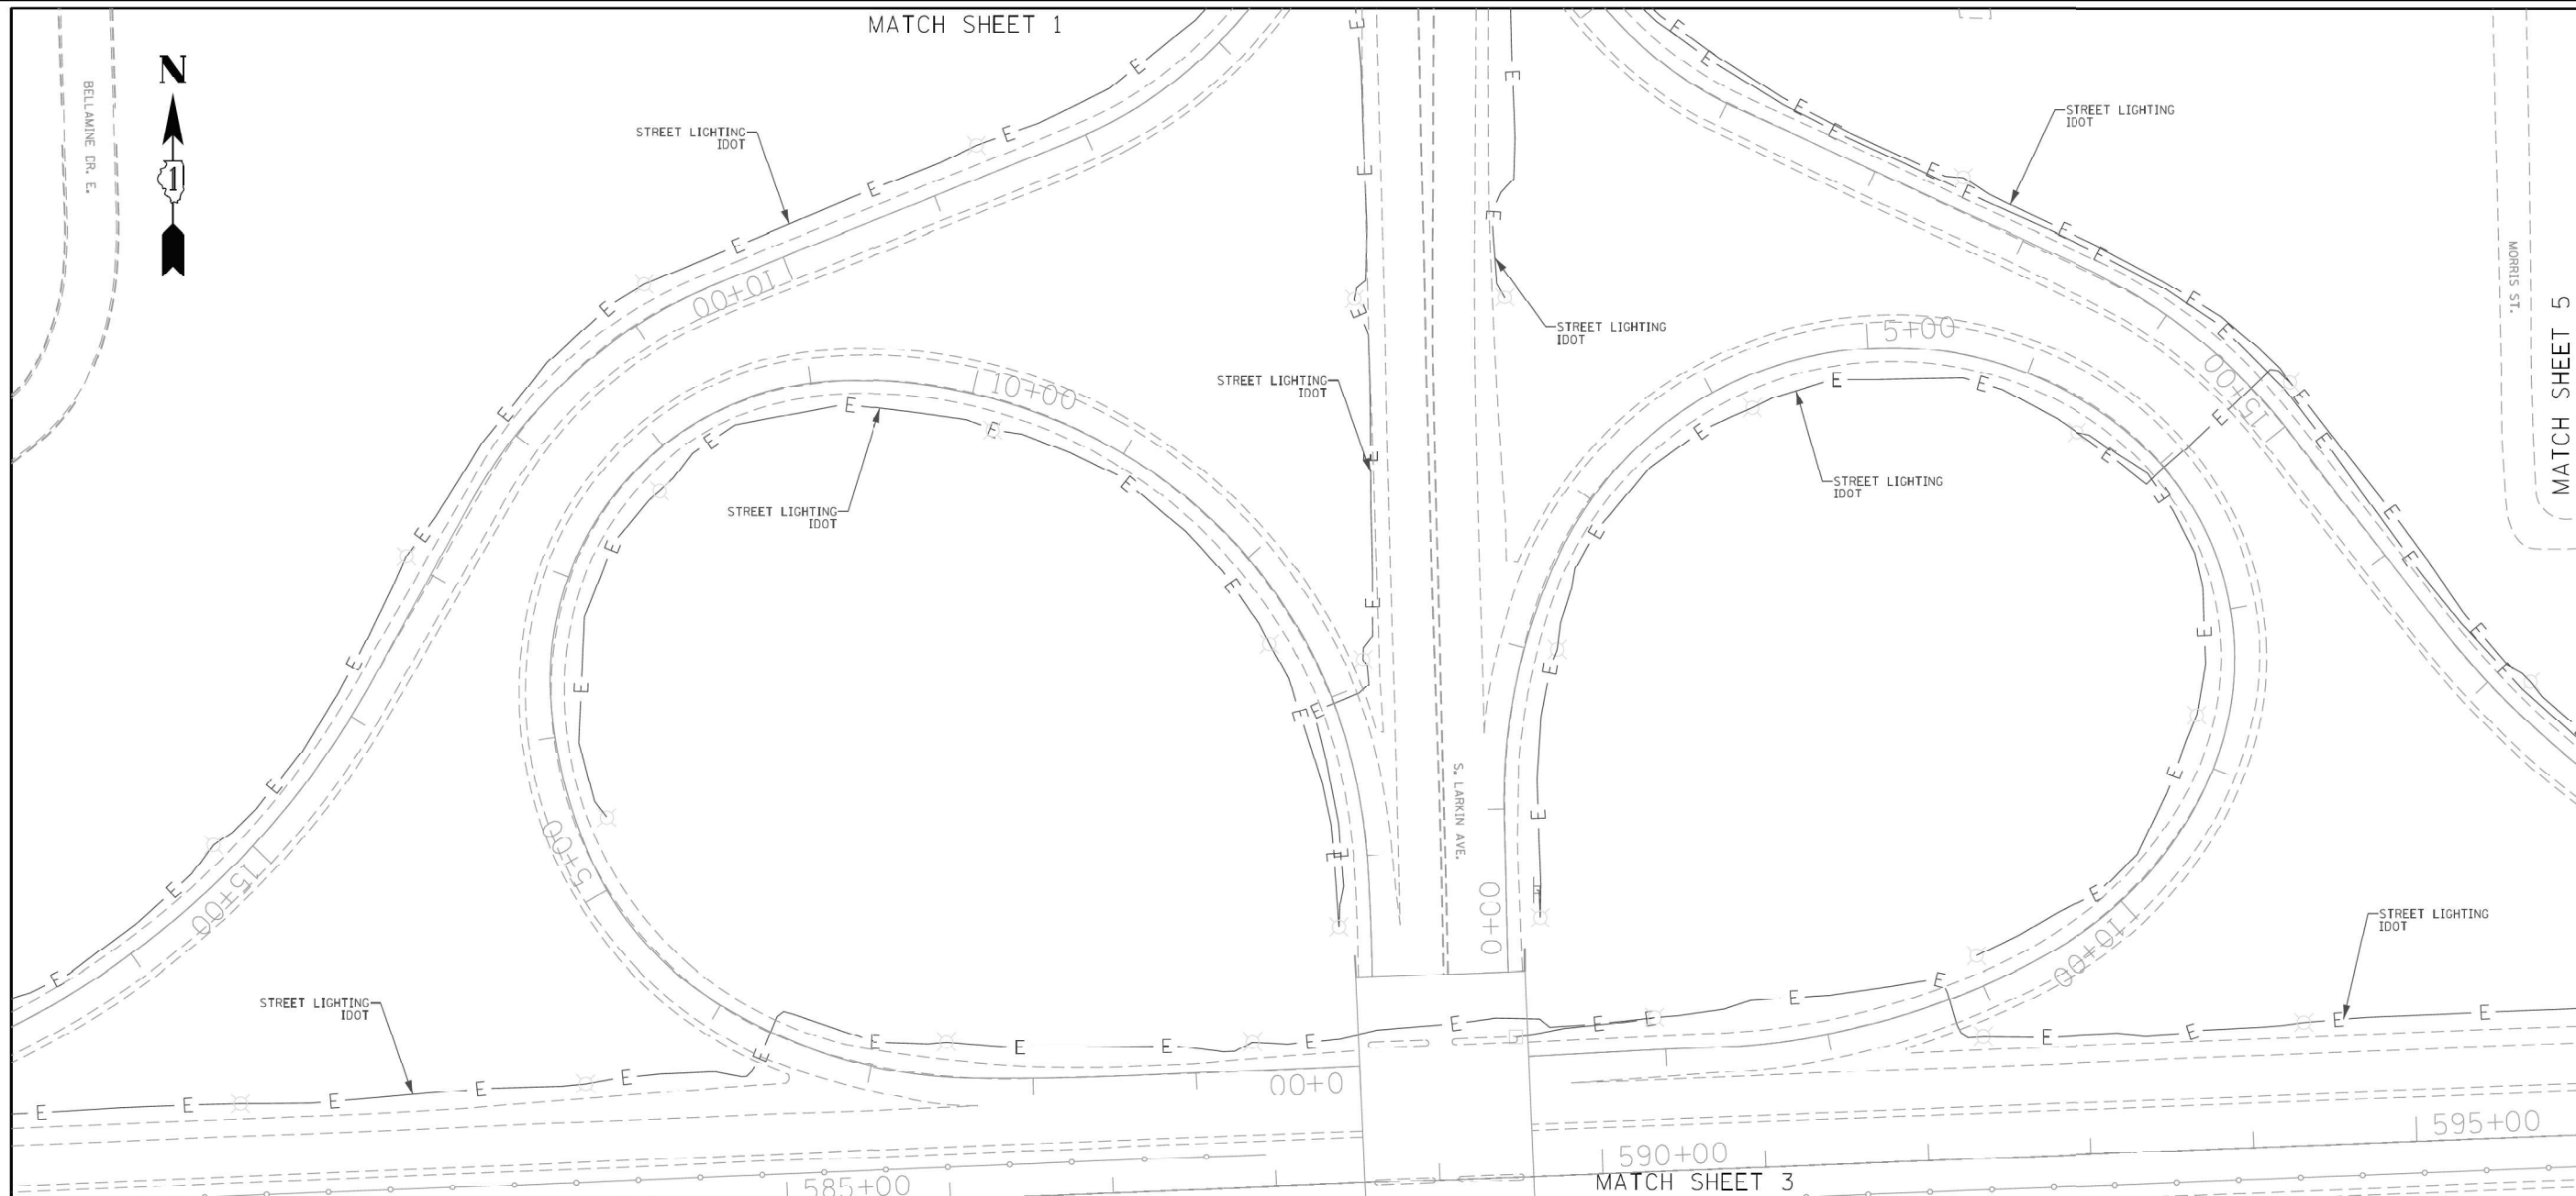 MATCH SHEET 1
N
1
BELLAMINE CR. E.
STREET LIGHTING
IDOT
STREET LIGHTING
IDOT
MORRIS ST.
MATCH SHEET 5
10+00
STREET LIGHTING
IDOT
5+00
STREET LIGHTING
IDOT
10+00
15+00
STREET LIGHTING
IDOT
STREET LIGHTING
IDOT
S. LARKIN AVE.
5+00
15+00
0+00
10+00
STREET LIGHTING
IDOT
STREET LIGHTING
IDOT
0+00
595+00
590+00
585+00
MATCH SHEET 3